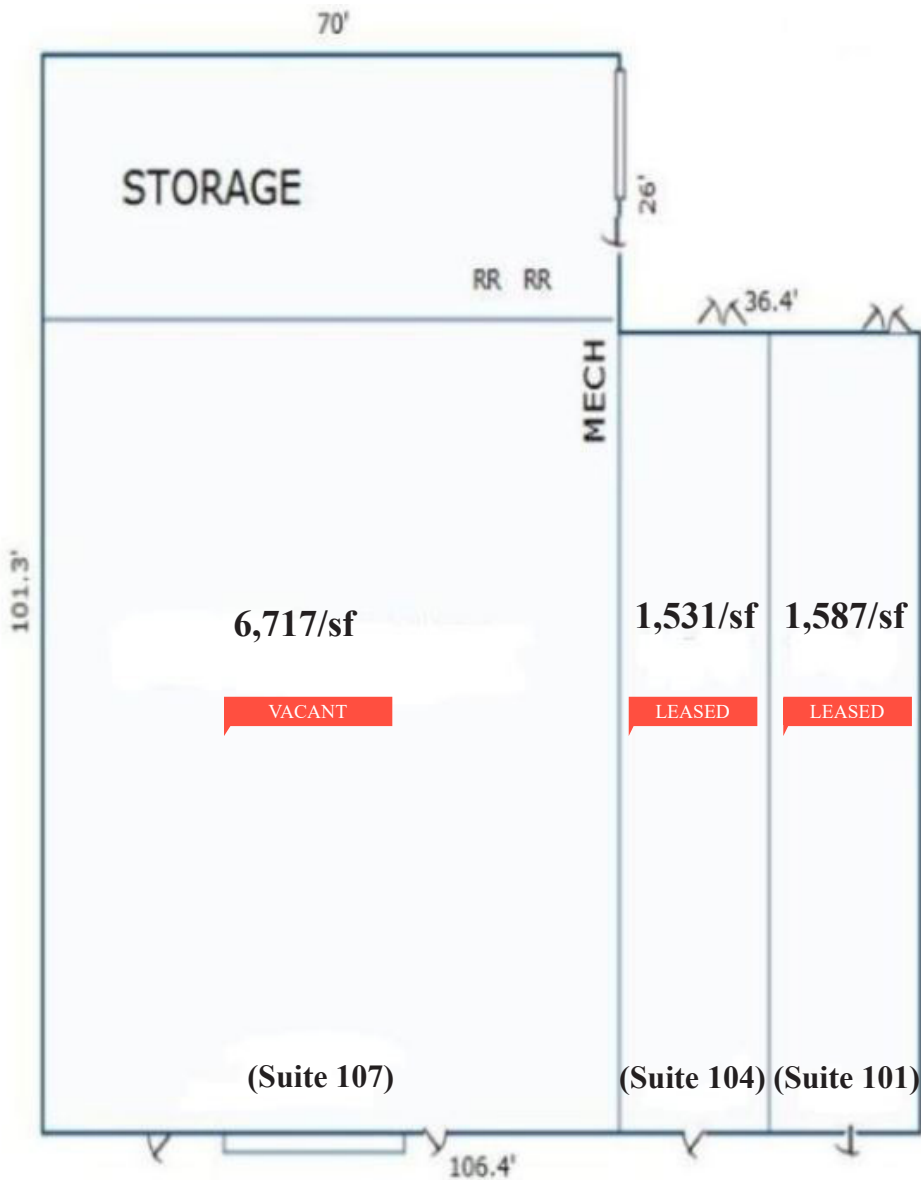 70'
STORAGE
26'
RR RR
36.4'
MECH
101.3'
6,717/sf
1,531/sf
1,587/sf
VACANT
LEASED
LEASED
(Suite 107)
(Suite 104)
(Suite 101)
106.4'